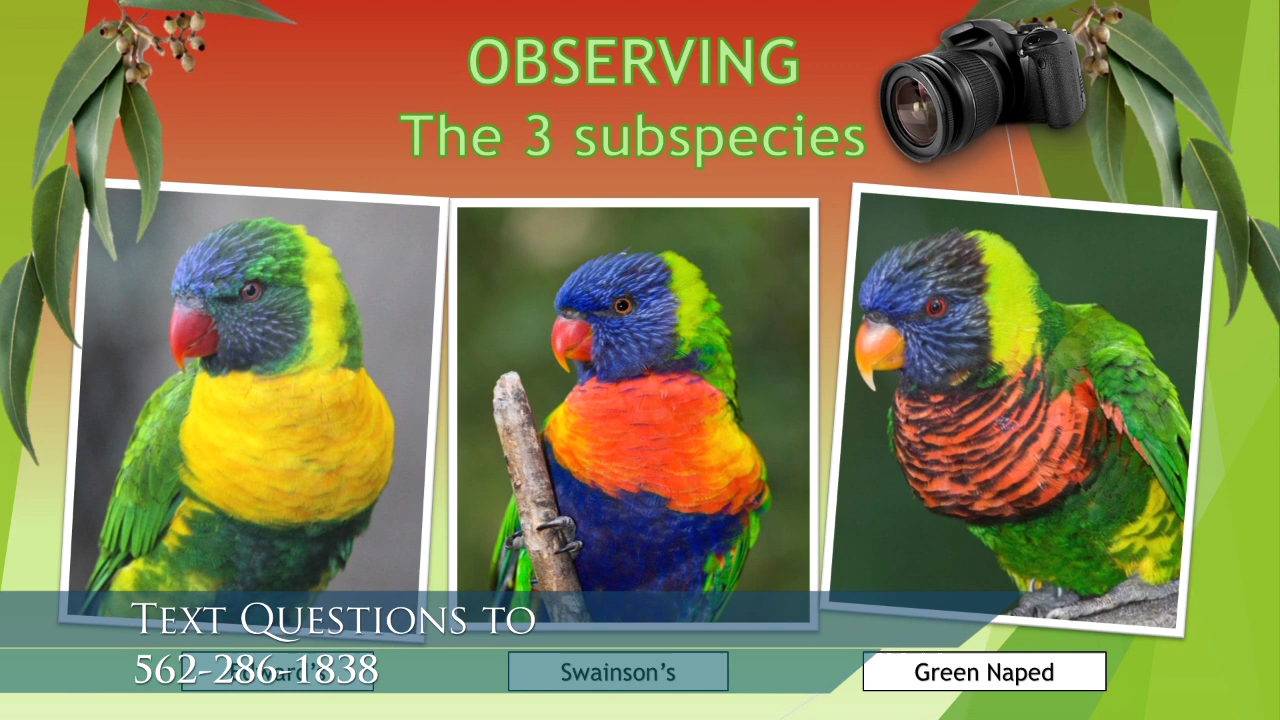 OBSERVING
The 3 subspecies
TEXT QUESTIONS TO
562-286-1838
Swainson's
Green Naped